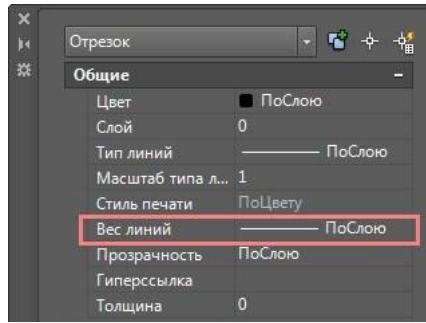 Отрезок
Общие
Цвет ПоСлою
Слой 0
Тип линий ПоСлою
Масштаб типа л... 1
Стиль печати ПоЦвету
Вес линий ПоСлою
Прозрачность ПоСлою
Гиперссылка
Толщина 0